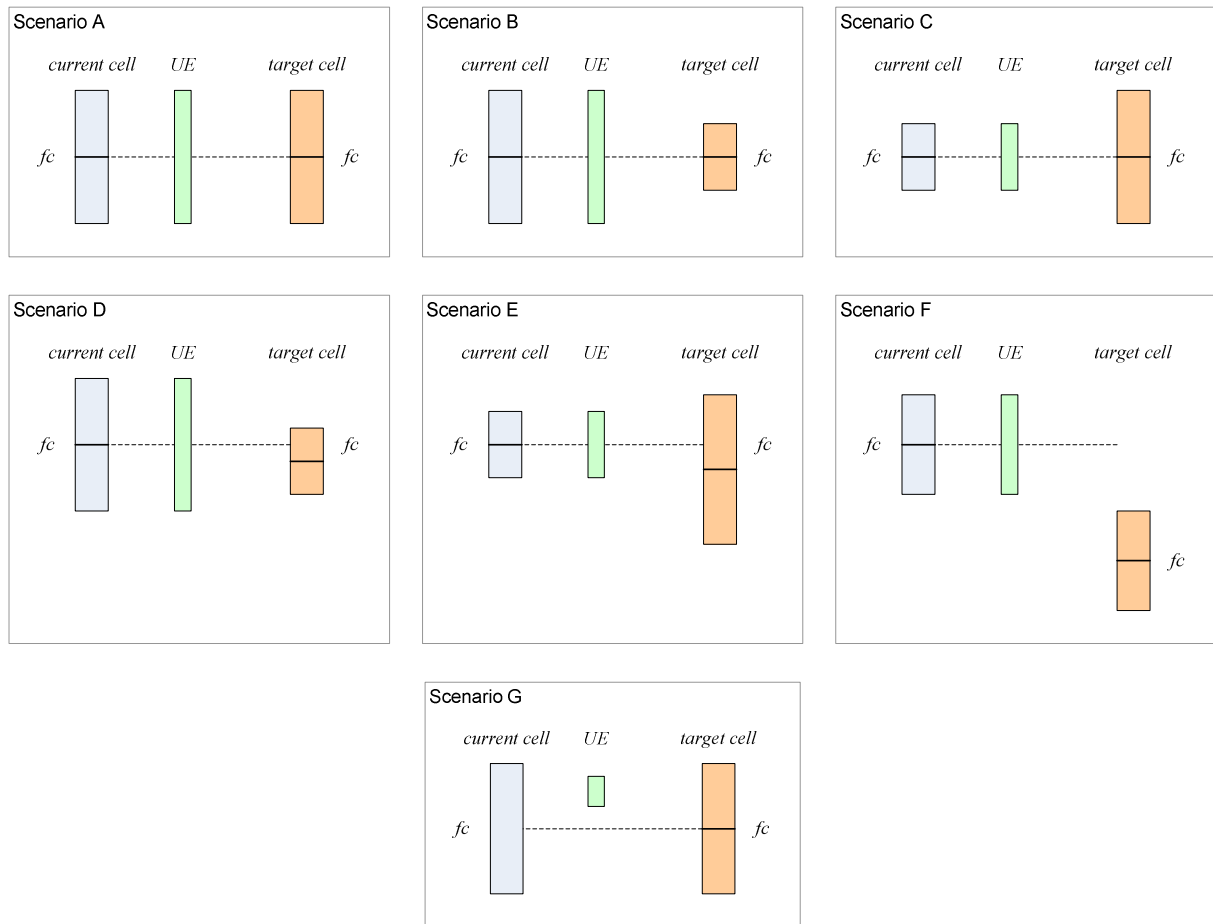 Scenario A
current cell UE target cell
fc fc
Scenario B
current cell UE target cell
fc fc
Scenario C
current cell UE target cell
fc fc
Scenario D
current cell UE target cell
fc fc
Scenario E
current cell UE target cell
fc fc
Scenario F
current cell UE target cell
fc
fc
Scenario G
current cell UE target cell
fc fc